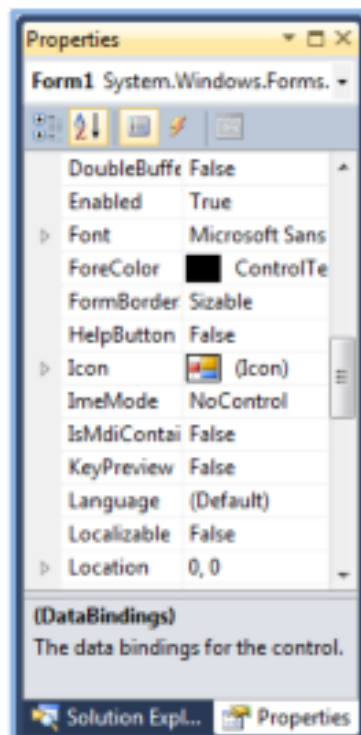 Properties
Form1 System.Windows.Forms.
DoubleBuffe False
Enabled True
Font Microsoft Sans
ForeColor ControlTe
FormBorder Sizable
HelpButton False
Icon (Icon)
ImeMode NoControl
IsMdiContai False
KeyPreview False
Language (Default)
Localizable False
Location 0, 0
(DataBindings)
The data bindings for the control.
Solution Expl... Properties